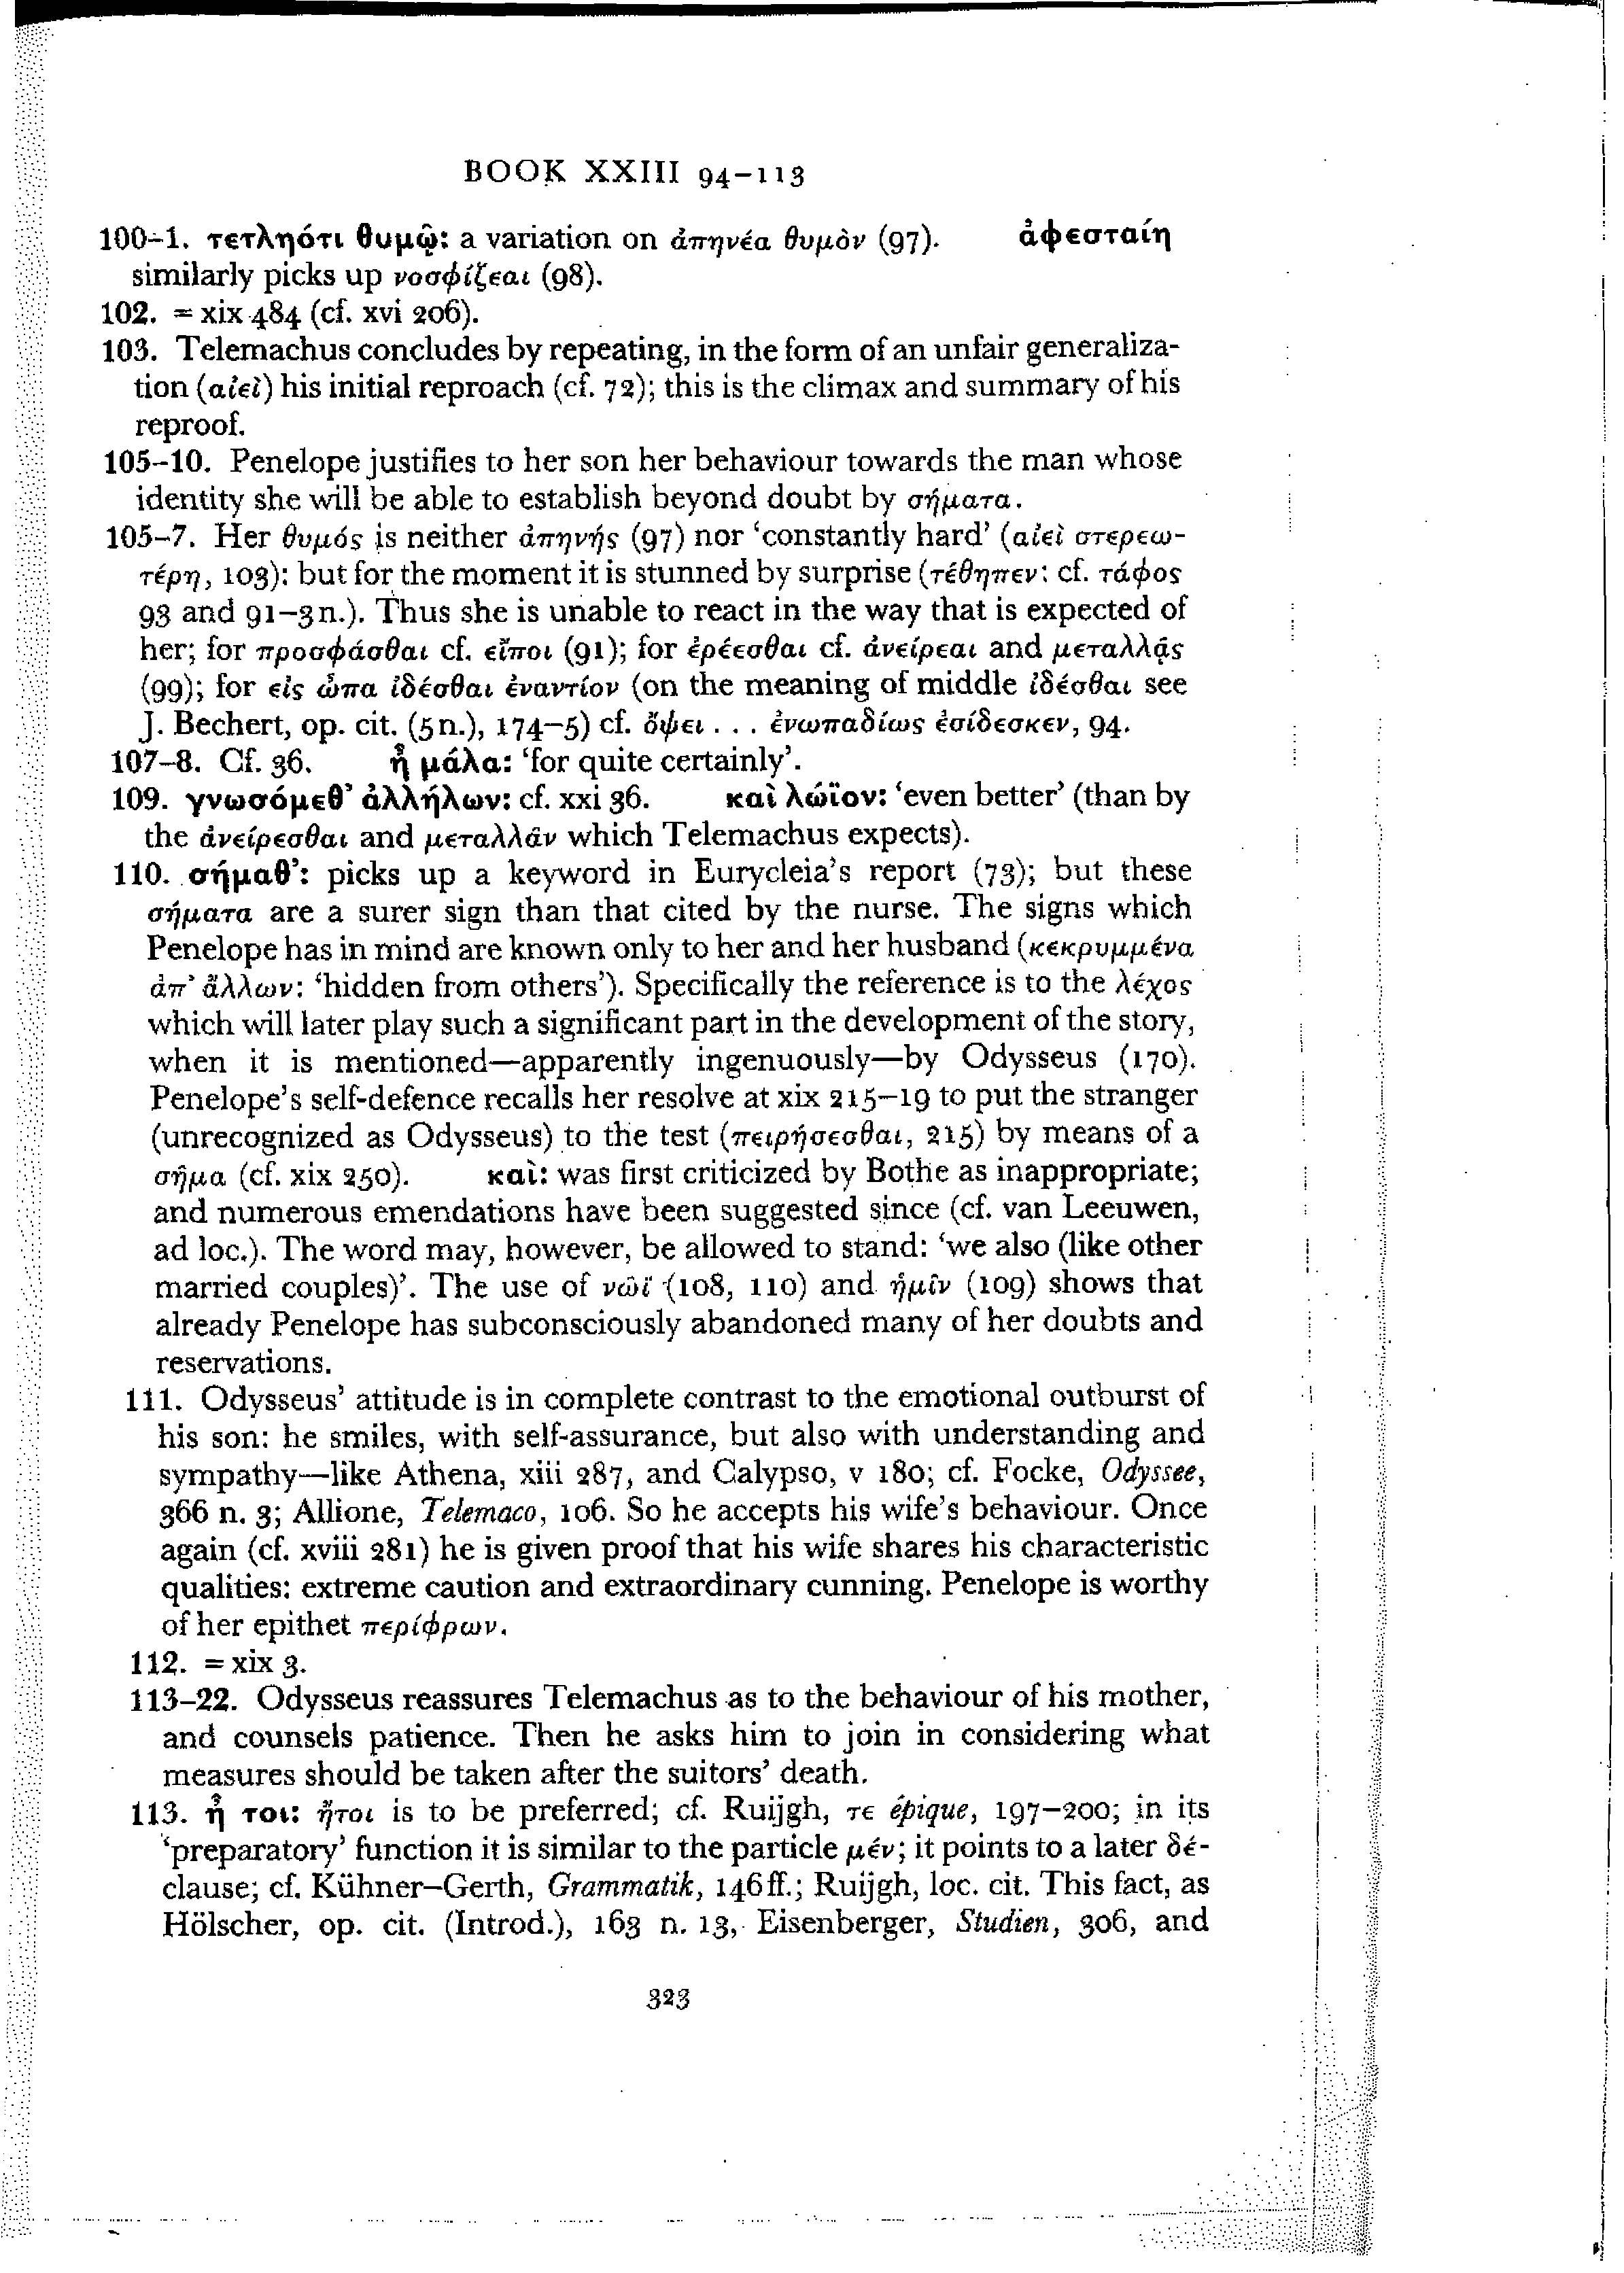 BOOK XXIII 94–113
100–1. τετληότι θυμῷ: a variation on ἀπηνέα θυμὸν (97). ἀφεσταίη
similarly picks up νοσφίζεαι (98).
102. = xix 484 (cf. xvi 206).
103. Telemachus concludes by repeating, in the form of an unfair generaliza-
tion (αἰεὶ) his initial reproach (cf. 72); this is the climax and summary of his
reproof.
105–10. Penelope justifies to her son her behaviour towards the man whose
identity she will be able to establish beyond doubt by σήματα.
105–7. Her θυμός is neither ἀπηνής (97) nor ‘constantly hard’ (αἰεὶ στερεω-
τέρη, 103): but for the moment it is stunned by surprise (τέθηπεν: cf. τάφος
93 and 91–3 n.). Thus she is unable to react in the way that is expected of
her; for προσφάσθαι cf. εἴποι (91); for ἐρέεσθαι cf. ἀνείρεαι and μεταλλᾷς
(99); for εἰς ὦπα ἰδέσθαι ἐναντίον (on the meaning of middle ἰδέσθαι see
J. Bechert, op. cit. (5 n.), 174–5) cf. ὄψει . . . ἐνωπαδίως ἐσίδεσκεν, 94.
107–8. Cf. 36. ἦ μάλα: ‘for quite certainly’.
109. γνωσόμεθ’ ἀλλήλων: cf. xxi 36. καὶ λώϊον: ‘even better’ (than by
the ἀνείρεσθαι and μεταλλᾶν which Telemachus expects).
110. σήμαθ’: picks up a keyword in Eurycleia’s report (73); but these
σήματα are a surer sign than that cited by the nurse. The signs which
Penelope has in mind are known only to her and her husband (κεκρυμμένα
ἀπ’ ἄλλων: ‘hidden from others’). Specifically the reference is to the λέχος
which will later play such a significant part in the development of the story,
when it is mentioned—apparently ingenuously—by Odysseus (170).
Penelope’s self-defence recalls her resolve at xix 215–19 to put the stranger
(unrecognized as Odysseus) to the test (πειρήσεσθαι, 215) by means of a
σῆμα (cf. xix 250). καὶ: was first criticized by Bothe as inappropriate;
and numerous emendations have been suggested since (cf. van Leeuwen,
ad loc.). The word may, however, be allowed to stand: ‘we also (like other
married couples)’. The use of νῶϊ (108, 110) and ἡμῖν (109) shows that
already Penelope has subconsciously abandoned many of her doubts and
reservations.
111. Odysseus’ attitude is in complete contrast to the emotional outburst of
his son: he smiles, with self-assurance, but also with understanding and
sympathy—like Athena, xiii 287, and Calypso, v 180; cf. Focke, Odyssee,
366 n. 3; Allione, Telemaco, 106. So he accepts his wife’s behaviour. Once
again (cf. xviii 281) he is given proof that his wife shares his characteristic
qualities: extreme caution and extraordinary cunning. Penelope is worthy
of her epithet περίφρων.
112. = xix 3.
113–22. Odysseus reassures Telemachus as to the behaviour of his mother,
and counsels patience. Then he asks him to join in considering what
measures should be taken after the suitors’ death.
113. ἦ τοι: ἤτοι is to be preferred; cf. Ruijgh, τε épique, 197–200; in its
‘preparatory’ function it is similar to the particle μέν; it points to a later δέ-
clause; cf. Kühner–Gerth, Grammatik, 146 ff.; Ruijgh, loc. cit. This fact, as
Hölscher, op. cit. (Introd.), 163 n. 13, Eisenberger, Studien, 306, and
323